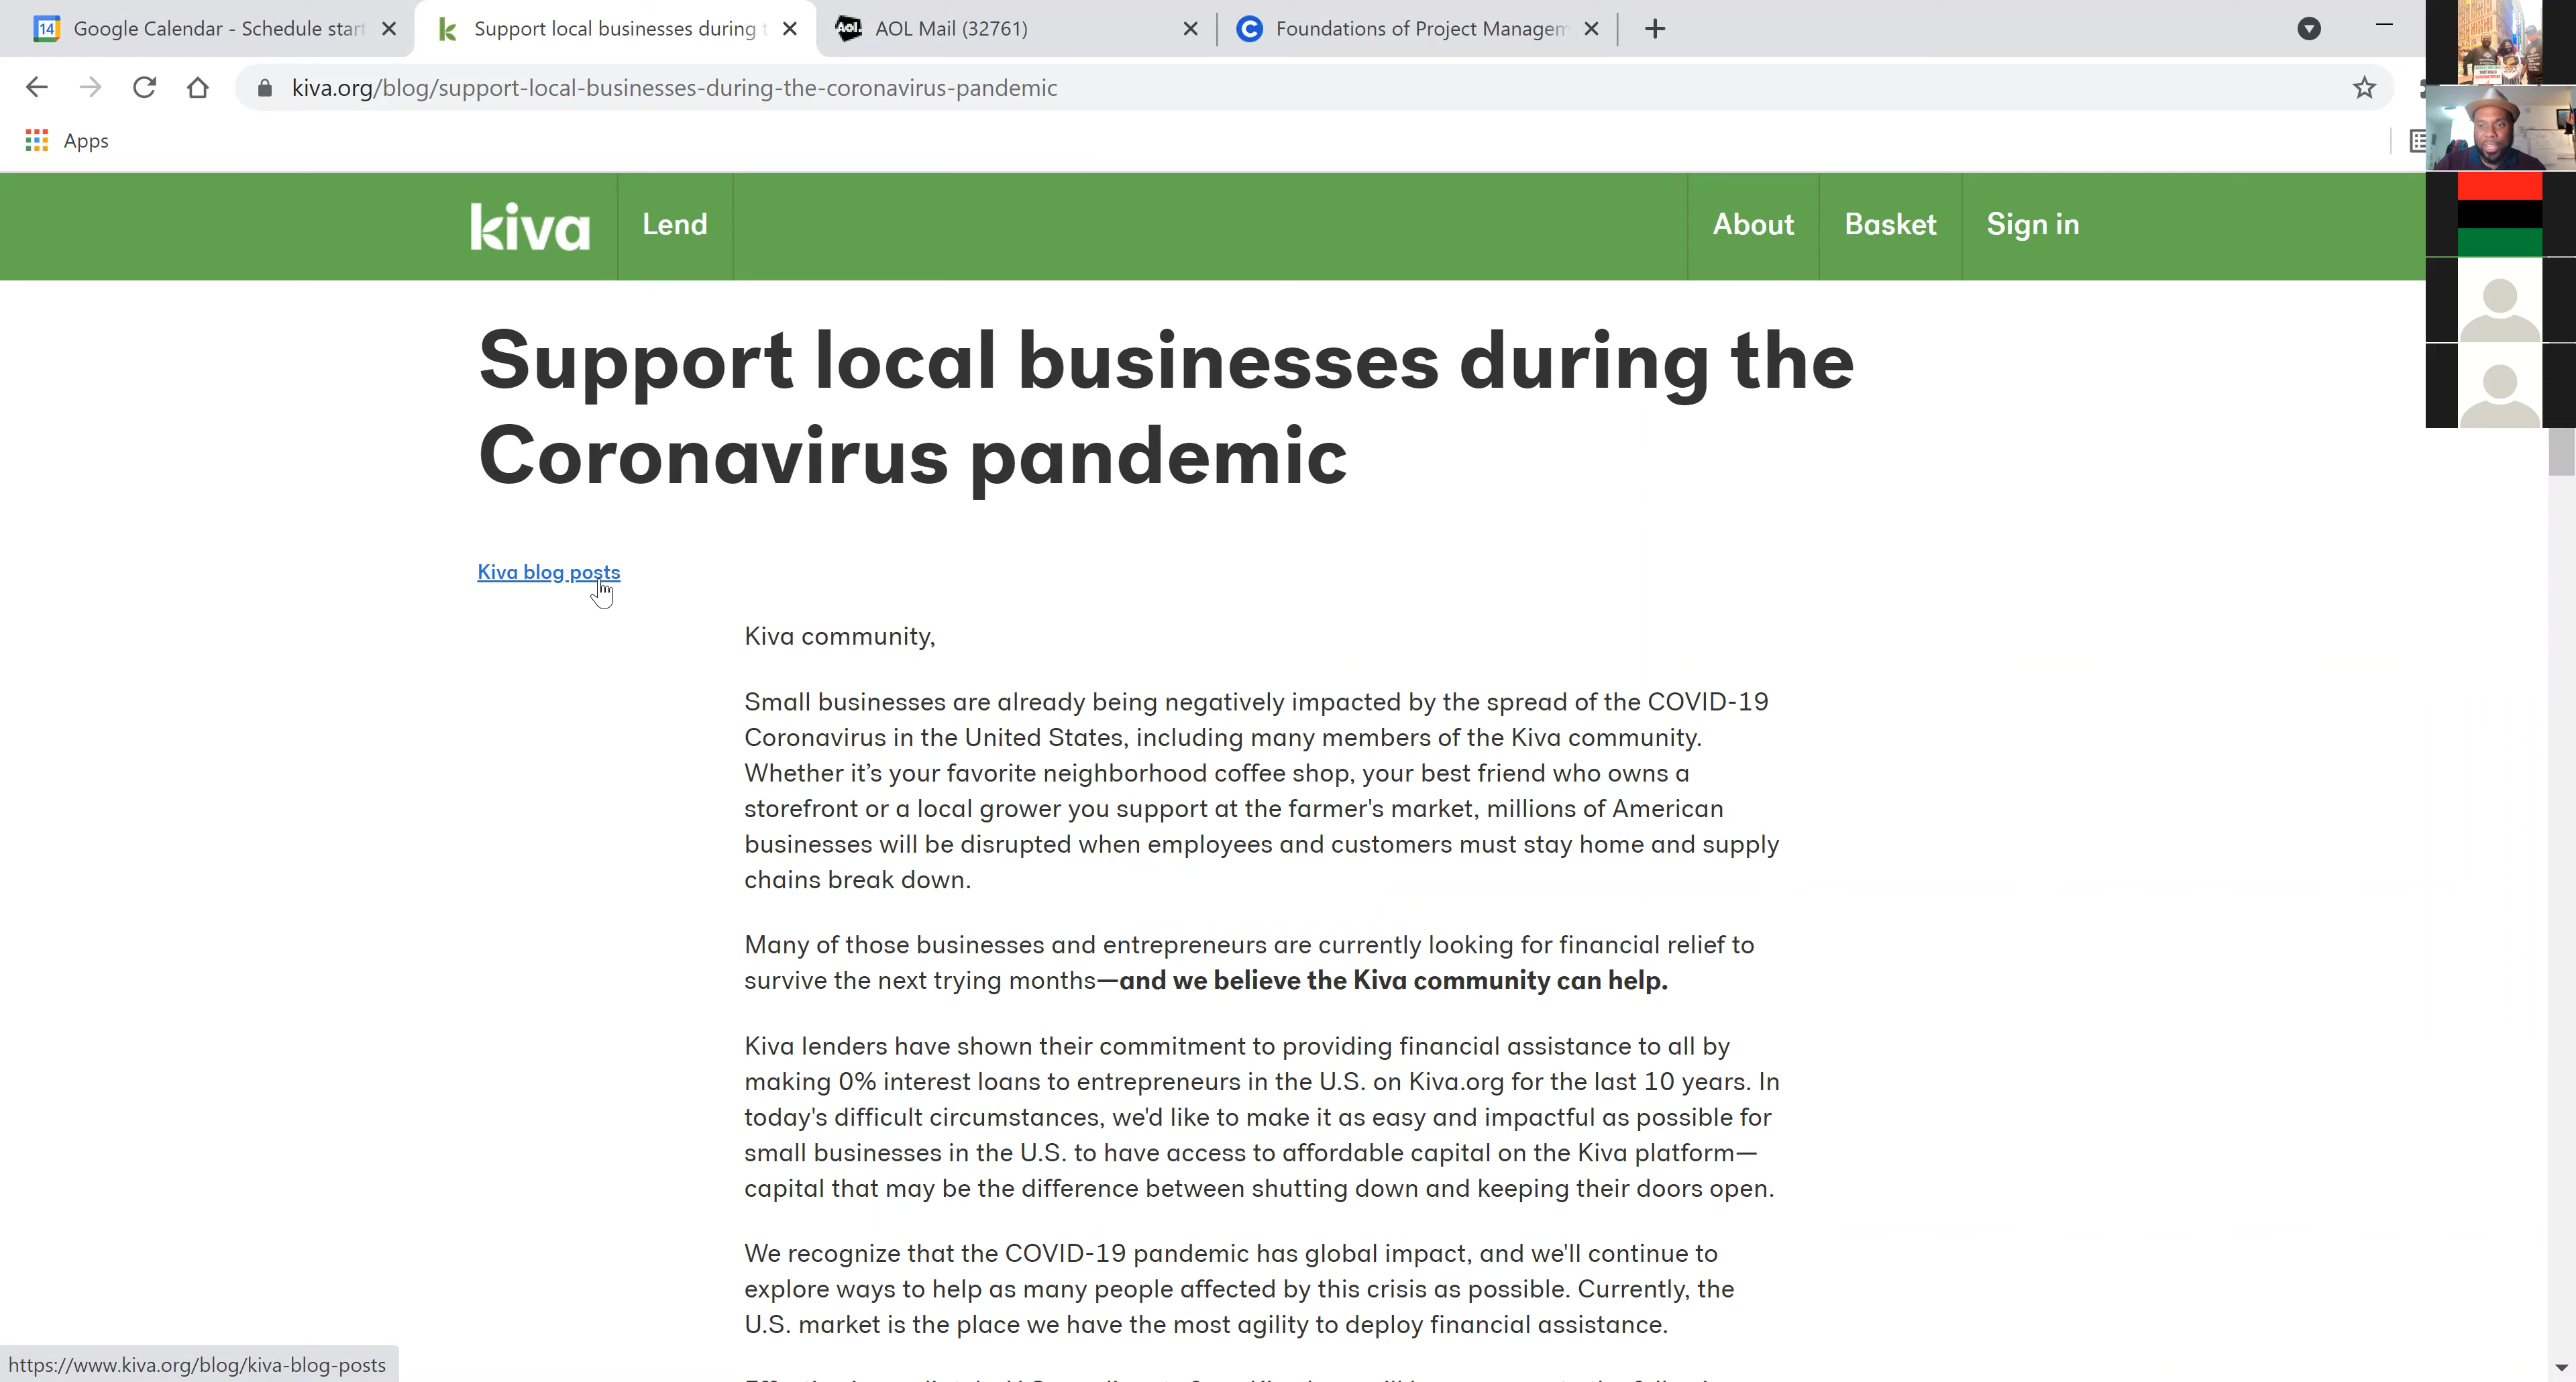 14 Google Calendar - Schedule start
Support local businesses during t
Aol. AOL Mail (32761)
C Foundations of Project Managem
kiva.org/blog/support-local-businesses-during-the-coronavirus-pandemic
Apps
kiva Lend About Basket Sign in
Support local businesses during the
Coronavirus pandemic
Kiva blog posts
Kiva community,
Small businesses are already being negatively impacted by the spread of the COVID-19
Coronavirus in the United States, including many members of the Kiva community.
Whether it’s your favorite neighborhood coffee shop, your best friend who owns a
storefront or a local grower you support at the farmer's market, millions of American
businesses will be disrupted when employees and customers must stay home and supply
chains break down.
Many of those businesses and entrepreneurs are currently looking for financial relief to
survive the next trying months—and we believe the Kiva community can help.
Kiva lenders have shown their commitment to providing financial assistance to all by
making 0% interest loans to entrepreneurs in the U.S. on Kiva.org for the last 10 years. In
today's difficult circumstances, we'd like to make it as easy and impactful as possible for
small businesses in the U.S. to have access to affordable capital on the Kiva platform—
capital that may be the difference between shutting down and keeping their doors open.
We recognize that the COVID-19 pandemic has global impact, and we'll continue to
explore ways to help as many people affected by this crisis as possible. Currently, the
U.S. market is the place we have the most agility to deploy financial assistance.
https://www.kiva.org/blog/kiva-blog-posts